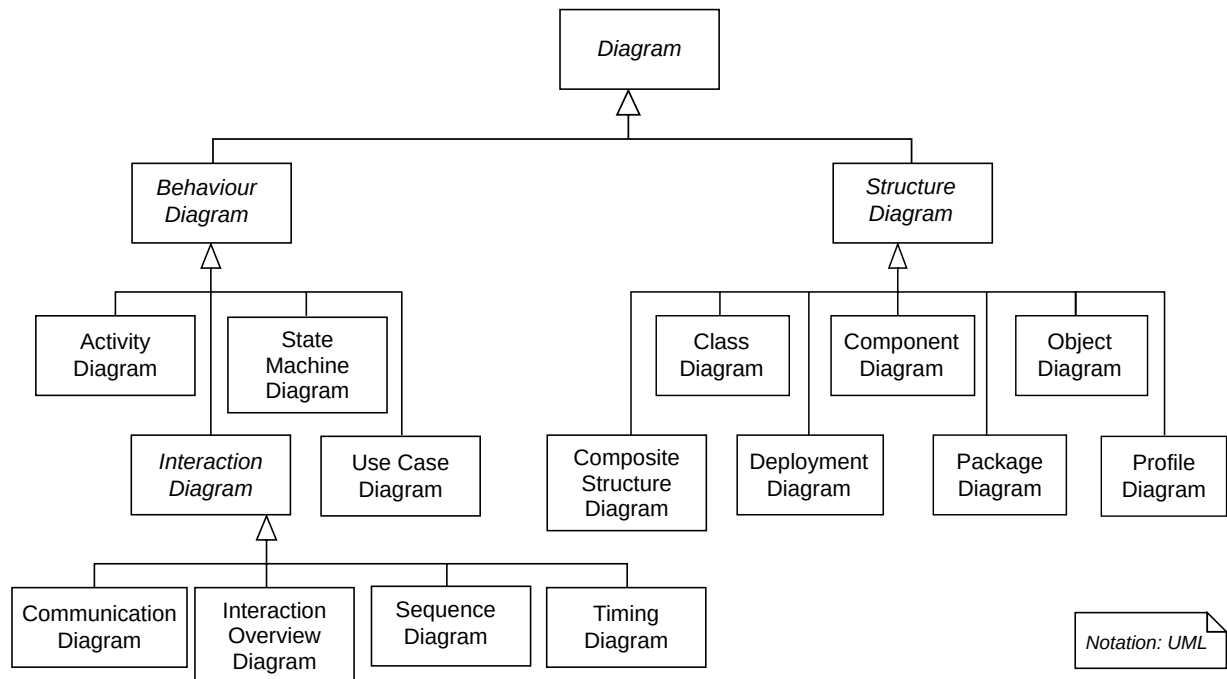 Diagram
Behaviour
Diagram
Structure
Diagram
Activity
Diagram
State
Machine
Diagram
Class
Diagram
Component
Diagram
Object
Diagram
Interaction
Diagram
Use Case
Diagram
Composite
Structure
Diagram
Deployment
Diagram
Package
Diagram
Profile
Diagram
Communication
Diagram
Interaction
Overview
Diagram
Sequence
Diagram
Timing
Diagram
Notation: UML